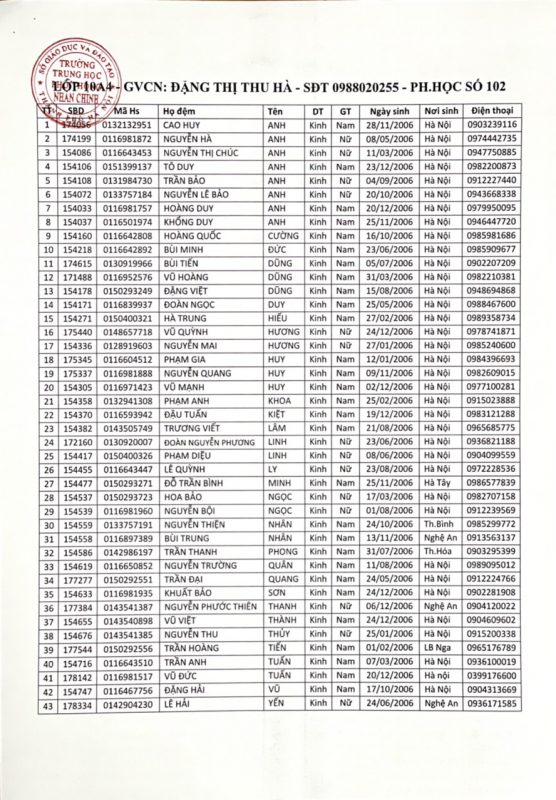 SỞ GIÁO DỤC VÀ ĐÀO TẠO
TRƯỜNG
TRUNG HỌC
NHÂN CHÍNH
LỚP 10A4 - GVCN: ĐẶNG THỊ THU HÀ - SĐT 0988020255 - PH.HỌC SỐ 102
TT SBD Mã Hs Họ đệm Tên DT GT Ngày sinh Nơi sinh Điện thoại
1 174086 0132132951 CAO HUY ANH Kinh Nam 28/11/2006 Hà Nội 0903239116
2 174199 0116981872 NGUYỄN HÀ ANH Kinh Nữ 08/05/2006 Hà Nội 0974442735
3 154086 0116643453 NGUYỄN THỊ CHÚC ANH Kinh Nữ 11/03/2006 Hà Nội 0947750885
4 154106 0151399137 TÔ DUY ANH Kinh Nam 23/12/2006 Hà Nội 0982200873
5 154108 0131984730 TRẦN BẢO ANH Kinh Nữ 04/09/2006 Hà Nội 0912227440
6 154072 0133757184 NGUYỄN LÊ BẢO ANH Kinh Nữ 20/10/2006 Hà Nội 0943668338
7 154033 0116981757 HOÀNG DUY ANH Kinh Nam 20/12/2006 Hà Nội 0979950095
8 154037 0116501974 KHỔNG DUY ANH Kinh Nam 25/11/2006 Hà Nội 0946447720
9 154160 0116642808 HOÀNG QUỐC CƯỜNG Kinh Nam 16/10/2006 Hà Nội 0985981686
10 154218 0116642892 BÙI MINH ĐỨC Kinh Nam 23/06/2006 Hà Nội 0985909677
11 174615 0130919966 BÙI TIẾN DŨNG Kinh Nam 05/07/2006 Hà Nội 0902207209
12 171488 0116952576 VŨ HOÀNG DŨNG Kinh Nam 31/03/2006 Hà Nội 0982210381
13 154178 0150293249 ĐẶNG VIỆT DŨNG Kinh Nam 15/08/2006 Hà Nội 0948694868
14 154171 0116839937 ĐOÀN NGỌC DUY Kinh Nam 25/05/2006 Hà Nội 0988467600
15 154271 0150400321 HÀ TRUNG HIẾU Kinh Nam 27/02/2006 Hà Nội 0989358734
16 175440 0148657718 VŨ QUỲNH HƯƠNG Kinh Nữ 24/12/2006 Hà Nội 0978741871
17 154336 0128919603 NGUYỄN MAI HƯƠNG Kinh Nữ 27/03/2006 Hà Nội 0985240600
18 175345 0116604512 PHẠM GIA HUY Kinh Nam 12/01/2006 Hà Nội 0984396693
19 175337 0116981888 NGUYỄN QUANG HUY Kinh Nam 09/11/2006 Hà Nội 0982609015
20 154305 0116971423 VŨ MẠNH HUY Kinh Nam 02/12/2006 Hà Nội 0977100281
21 154358 0132941308 PHẠM ANH KHOA Kinh Nam 25/02/2006 Hà Nội 0915023888
22 154370 0116593942 ĐẬU TUẤN KIỆT Kinh Nam 19/12/2006 Hà Nội 0983121288
23 154382 0143505749 TRƯƠNG VIẾT LÂM Kinh Nam 21/08/2006 Hà Nội 0965685775
24 172160 0130920007 ĐOÀN NGUYỄN PHƯƠNG LINH Kinh Nữ 23/06/2006 Hà Nội 0936821188
25 154417 0150400326 PHẠM DIỆU LINH Kinh Nữ 08/06/2006 Hà Nội 0904099559
26 154455 0116643447 LÊ QUỲNH LY Kinh Nữ 23/08/2006 Hà Nội 0972228536
27 154477 0150293271 ĐỖ TRẦN BÌNH MINH Kinh Nam 25/11/2006 Hà Tây 0986577839
28 154537 0150293723 HOA BẢO NGỌC Kinh Nữ 17/03/2006 Hà Nội 0982707158
29 154539 0116981960 NGUYỄN BỘI NGỌC Kinh Nữ 01/08/2006 Hà Nội 0912239569
30 154559 0133757191 NGUYỄN THIỆN NHÂN Kinh Nam 24/10/2006 Th.Bình 0985299772
31 154558 0116897389 BÙI TRUNG NHÂN Kinh Nam 13/11/2006 Nghệ An 0913563137
32 154586 0142986197 TRẦN THANH PHONG Kinh Nam 31/07/2006 Th.Hóa 0903295399
33 154619 0116650852 NGUYỄN TRƯỜNG QUÂN Kinh Nam 11/08/2006 Hà Nội 0989095012
34 177277 0150292551 TRẦN ĐẠI QUANG Kinh Nam 24/05/2006 Hà Nội 0912224766
35 154633 0116981935 KHUẤT BẢO SƠN Kinh Nam 24/12/2006 Hà Nội 0902281908
36 177384 0143541387 NGUYỄN PHƯỚC THIÊN THANH Kinh Nữ 06/12/2006 Nghệ An 0904120022
37 154655 0143540898 VŨ VIỆT THÀNH Kinh Nam 24/12/2006 Hà Nội 0904609602
38 154676 0143541385 NGUYỄN THU THỦY Kinh Nữ 25/01/2006 Hà Nội 0915200338
39 177544 0150292556 TRẦN HOÀNG TIẾN Kinh Nam 01/02/2006 LB Nga 0965176789
40 154716 0116643510 TRẦN ANH TUẤN Kinh Nam 07/03/2006 Hà Nội 0936100019
41 178142 0116981517 VŨ ĐỨC TUẤN Kinh Nam 20/12/2006 Hà Nội 0399176600
42 154747 0116467756 ĐẶNG HẢI VŨ Kinh Nam 17/10/2006 Hà Nội 0904313669
43 178334 0142904230 LÊ HẢI YẾN Kinh Nữ 24/06/2006 Nghệ An 0936171585